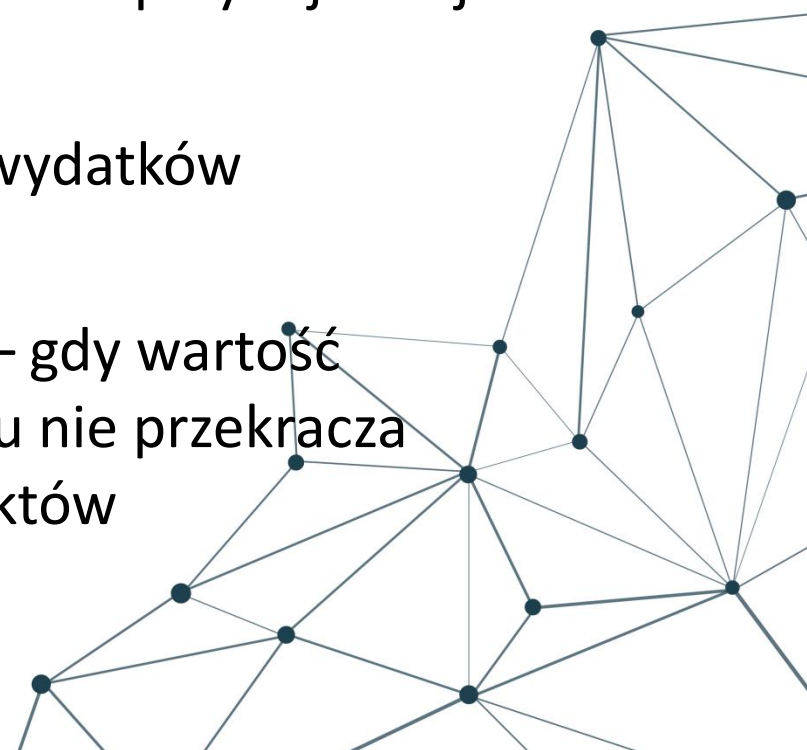 wydatków
– gdy wartość
u nie przekracza
któw